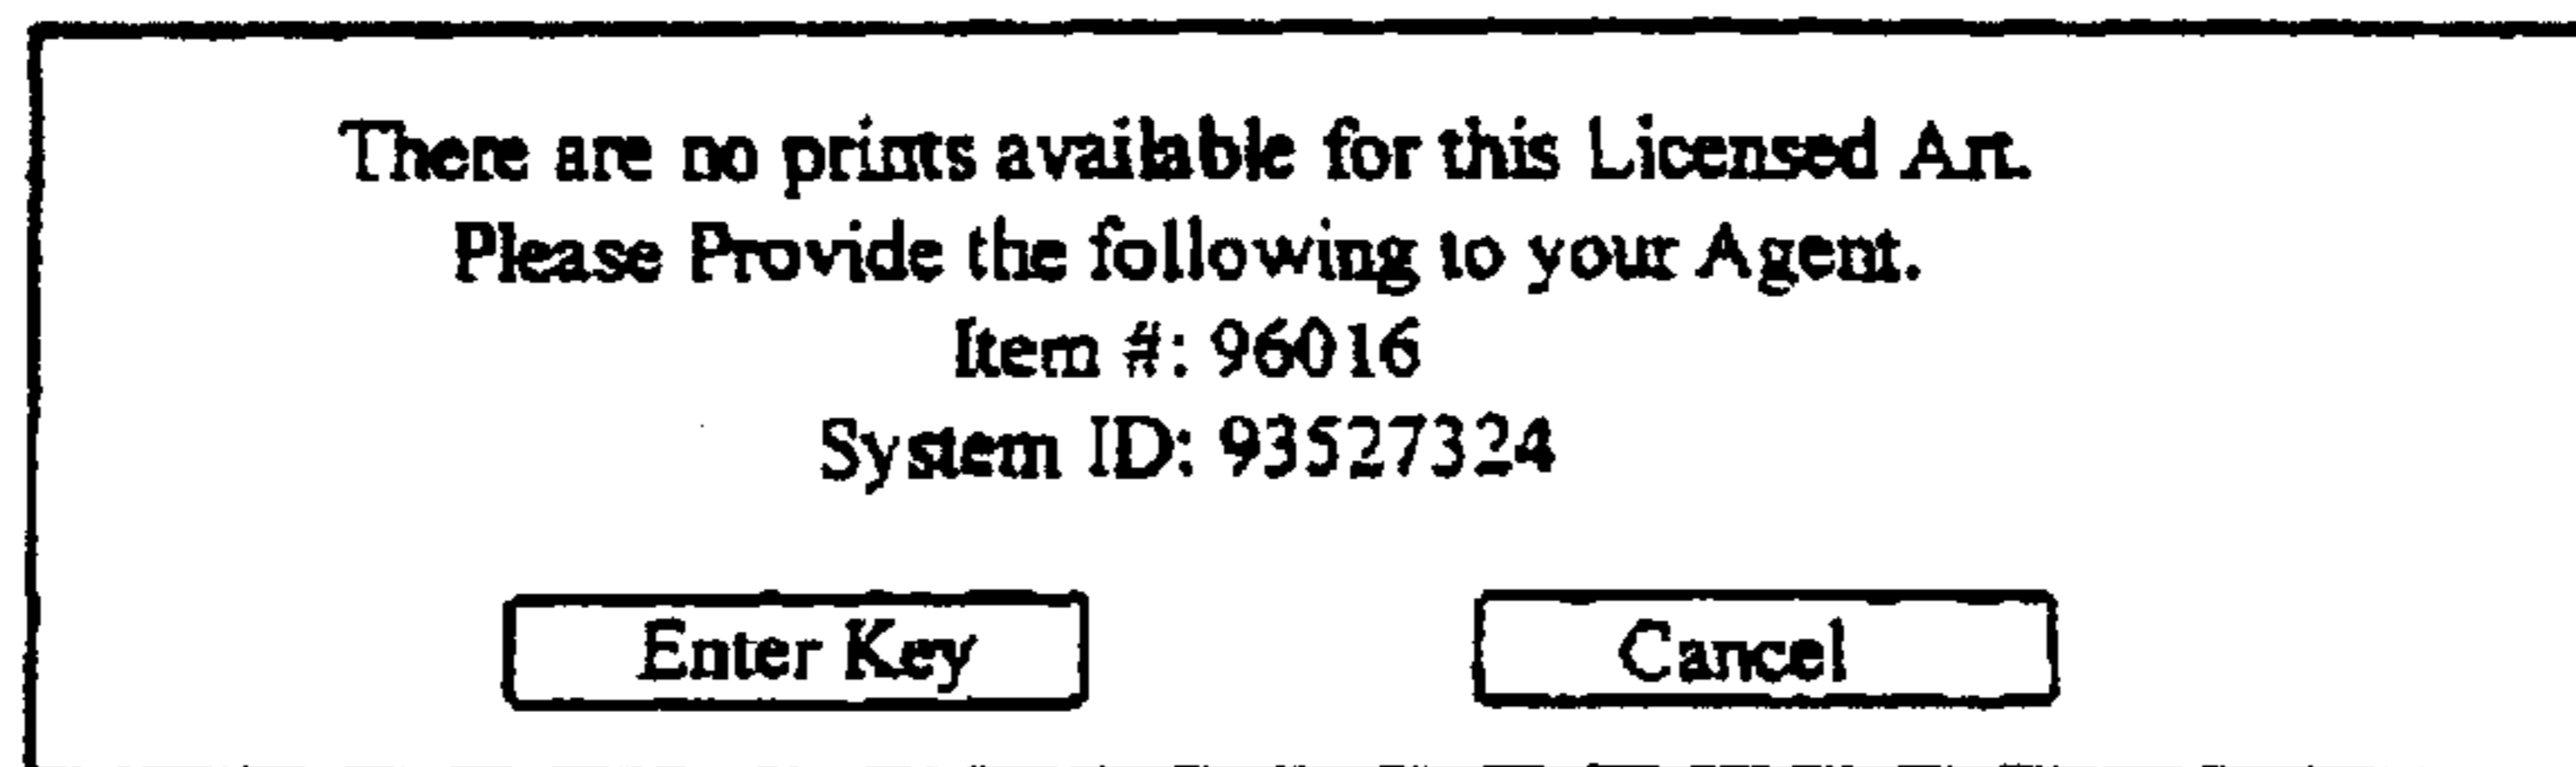 There are no prints available for this Licensed Art.
Please Provide the following to your Agent.
Item #: 96016
System ID: 93527324
Enter Key
Cancel